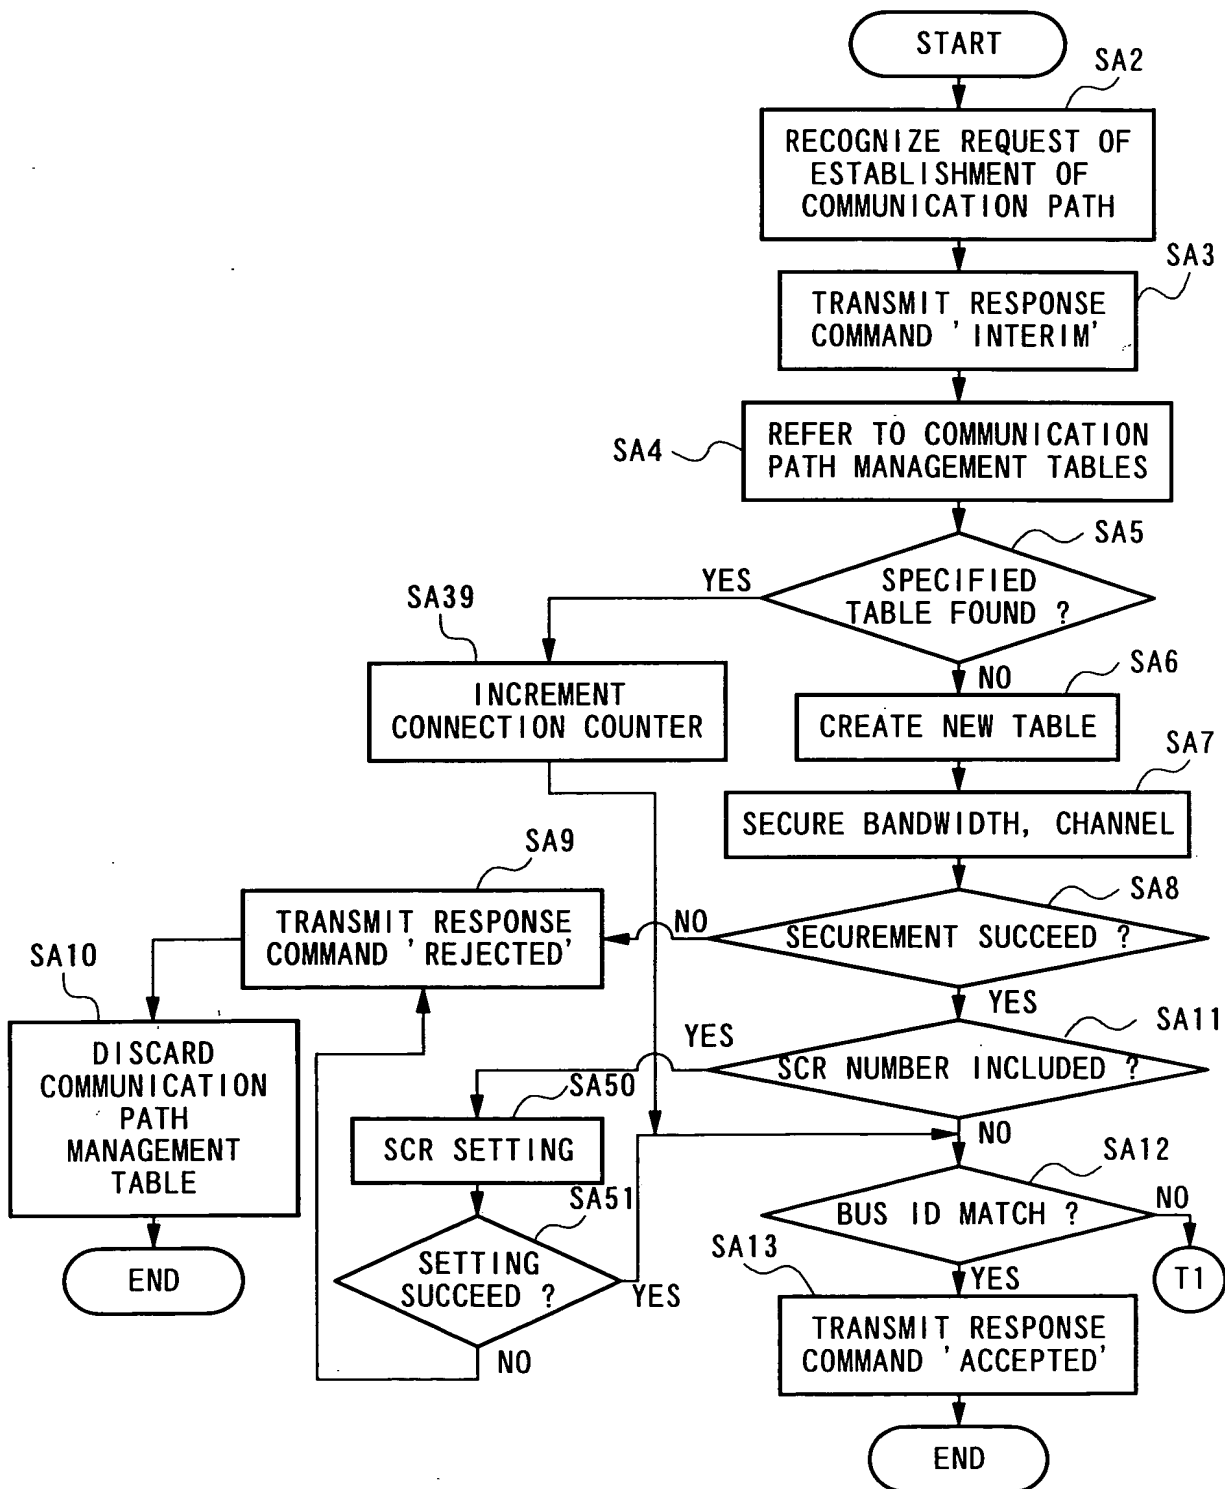 START
SA2
RECOGNIZE REQUEST OF
ESTABLISHMENT OF
COMMUNICATION PATH
SA3
TRANSMIT RESPONSE
COMMAND 'INTERIM'
SA4
REFER TO COMMUNICATION
PATH MANAGEMENT TABLES
SA5
SPECIFIED
TABLE FOUND ?
YES
SA39
INCREMENT
CONNECTION COUNTER
NO
SA6
CREATE NEW TABLE
SA7
SECURE BANDWIDTH, CHANNEL
SA8
SECUREMENT SUCCEED ?
NO
SA9
TRANSMIT RESPONSE
COMMAND 'REJECTED'
SA10
DISCARD
COMMUNICATION
PATH
MANAGEMENT
TABLE
END
YES
SA11
SCR NUMBER INCLUDED ?
YES
SA50
SCR SETTING
SA51
SETTING
SUCCEED ?
YES
NO
NO
SA12
BUS ID MATCH ?
NO
T1
YES
SA13
TRANSMIT RESPONSE
COMMAND 'ACCEPTED'
END